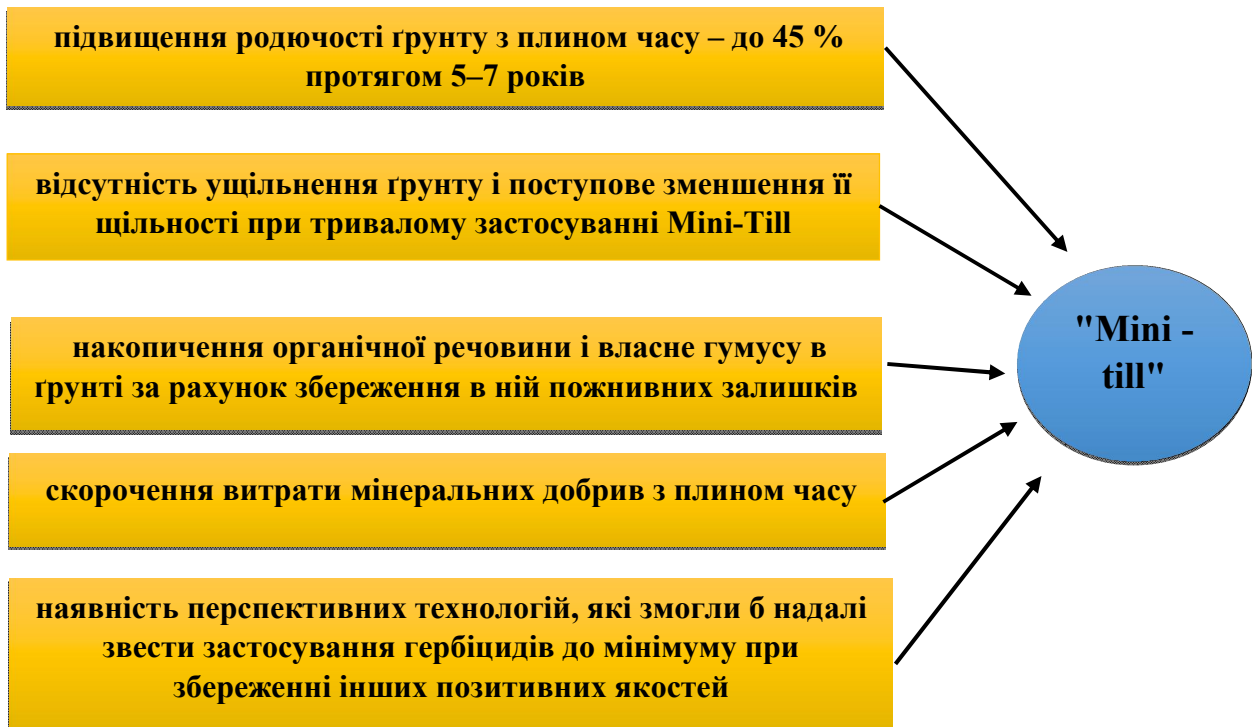 підвищення родючості ґрунту з плином часу – до 45 %
протягом 5–7 років
відсутність ущільнення ґрунту і поступове зменшення її
щільності при тривалому застосуванні Mini-Till
накопичення органічної речовини і власне гумусу в
ґрунті за рахунок збереження в ній пожнивних залишків
скорочення витрати мінеральних добрив з плином часу
наявність перспективних технологій, які змогли б надалі
звести застосування гербіцидів до мінімуму при
збереженні інших позитивних якостей
"Mini -
till"